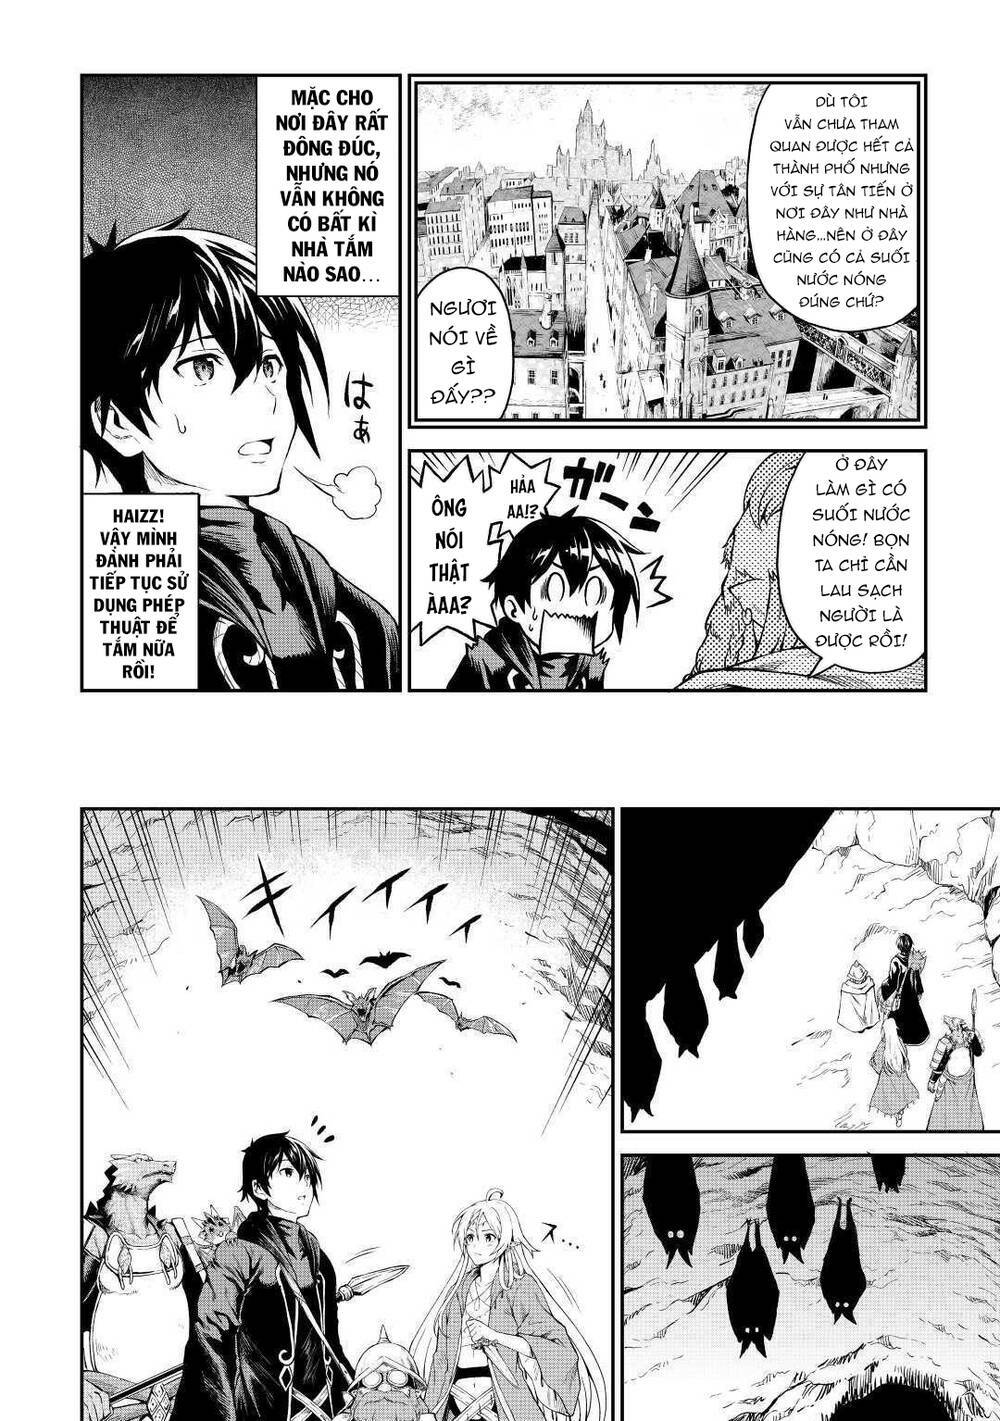 DÙ TÔI
VẪN CHƯA THAM
QUAN ĐƯỢC HẾT CẢ
THÀNH PHỐ NHƯNG
VỚI SỰ TÂN TIẾN Ở
NƠI ĐÂY NHƯ NHÀ
HÀNG...NÊN Ở ĐÂY
CŨNG CÓ CẢ SUỐI
NƯỚC NÓNG
ĐÚNG CHỨ?
NGƯƠI
NÓI VỀ
GÌ
ĐẤY??
Ở ĐÂY
LÀM GÌ CÓ
SUỐI NƯỚC
NÓNG! BỌN
TA CHỈ CẦN
LAU SẠCH
NGƯỜI LÀ
ĐƯỢC RỒI!
ガーン
HẢA
AA!?
ÔNG
NÓI
THẬT
ÀAA?
MẶC CHO
NƠI ĐÂY RẤT
ĐÔNG ĐÚC,
NHƯNG NÓ
VẪN KHÔNG
CÓ BẤT KÌ
NHÀ TẮM
NÀO SAO...
はぁ
HAIZZ!
VẬY MÌNH
ĐÀNH PHẢI
TIẾP TỤC SỬ
DỤNG PHÉP
THUẬT ĐỂ
TẮM NỮA
RỒI!
キイイイ
ス...